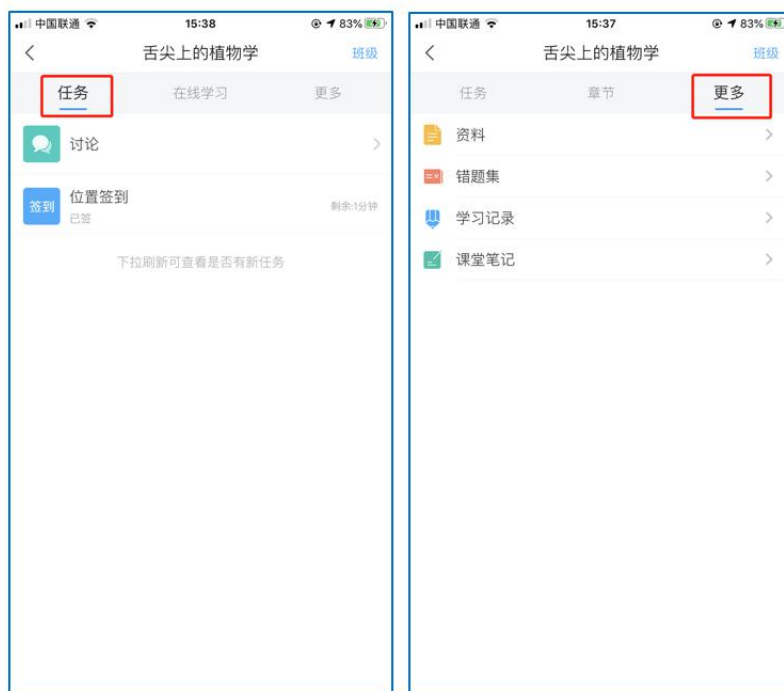 中国联通 15:38 83%
舌尖上的植物学 班级
任务 在线学习 更多
讨论
签到 位置签到 剩余:1分钟
已签
下拉刷新可查看是否有新任务
中国联通 15:37 83%
舌尖上的植物学 班级
任务 章节 更多
资料
错题集
学习记录
课堂笔记